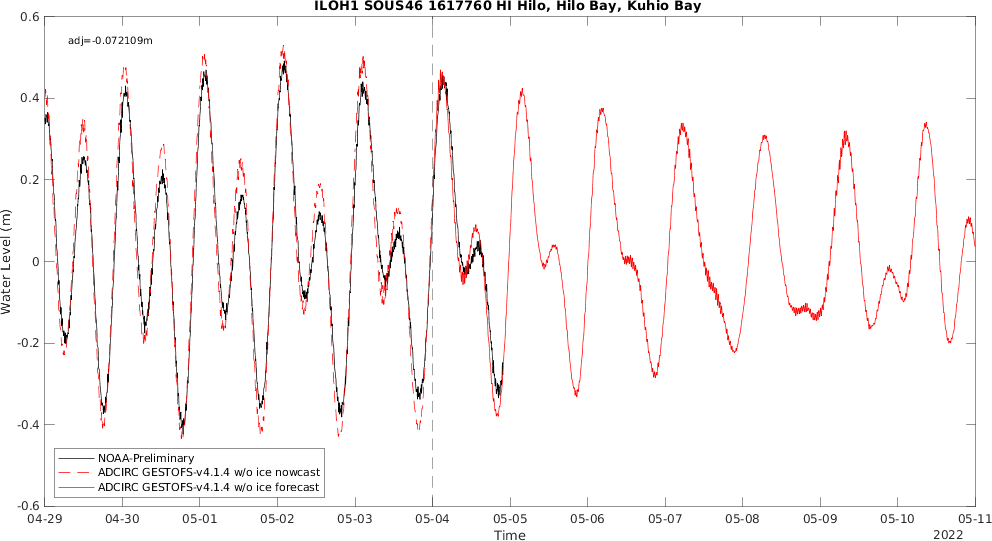 ILOH1 SOUS46 1617760 HI Hilo, Hilo Bay, Kuhio Bay
adj=-0.072109m
Water Level (m)
0.6
0.4
0.2
0
-0.2
-0.4
-0.6
NOAA-Preliminary
ADCIRC GESTOFS-v4.1.4 w/o ice nowcast
ADCIRC GESTOFS-v4.1.4 w/o ice forecast
04-29 04-30 05-01 05-02 05-03 05-04 05-05 05-06 05-07 05-08 05-09 05-10 05-11
Time
2022